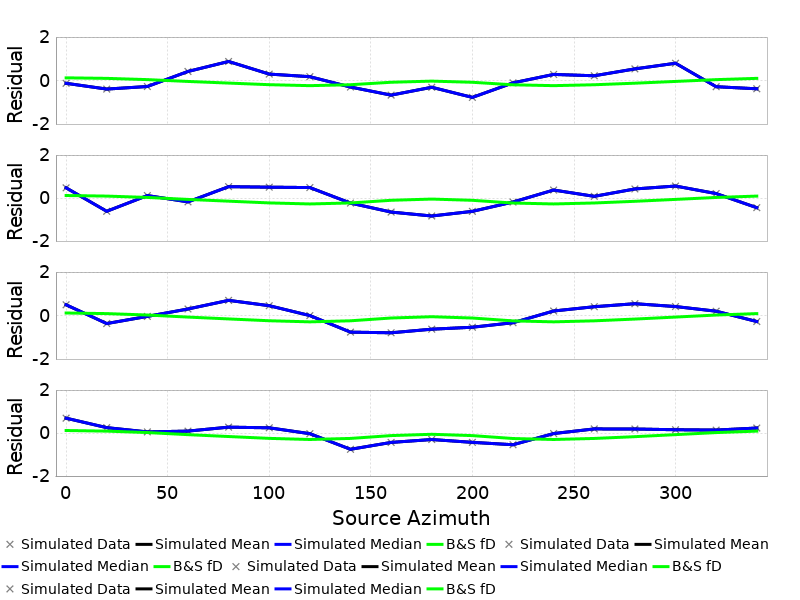 2
Residual
0
-2
2
Residual
0
-2
2
Residual
0
-2
2
Residual
0
-2
0 50 100 150 200 250 300
Source Azimuth
× Simulated Data Simulated Mean Simulated Median B&S fD × Simulated Data Simulated Mean
Simulated Median B&S fD × Simulated Data Simulated Mean Simulated Median B&S fD
× Simulated Data Simulated Mean Simulated Median B&S fD